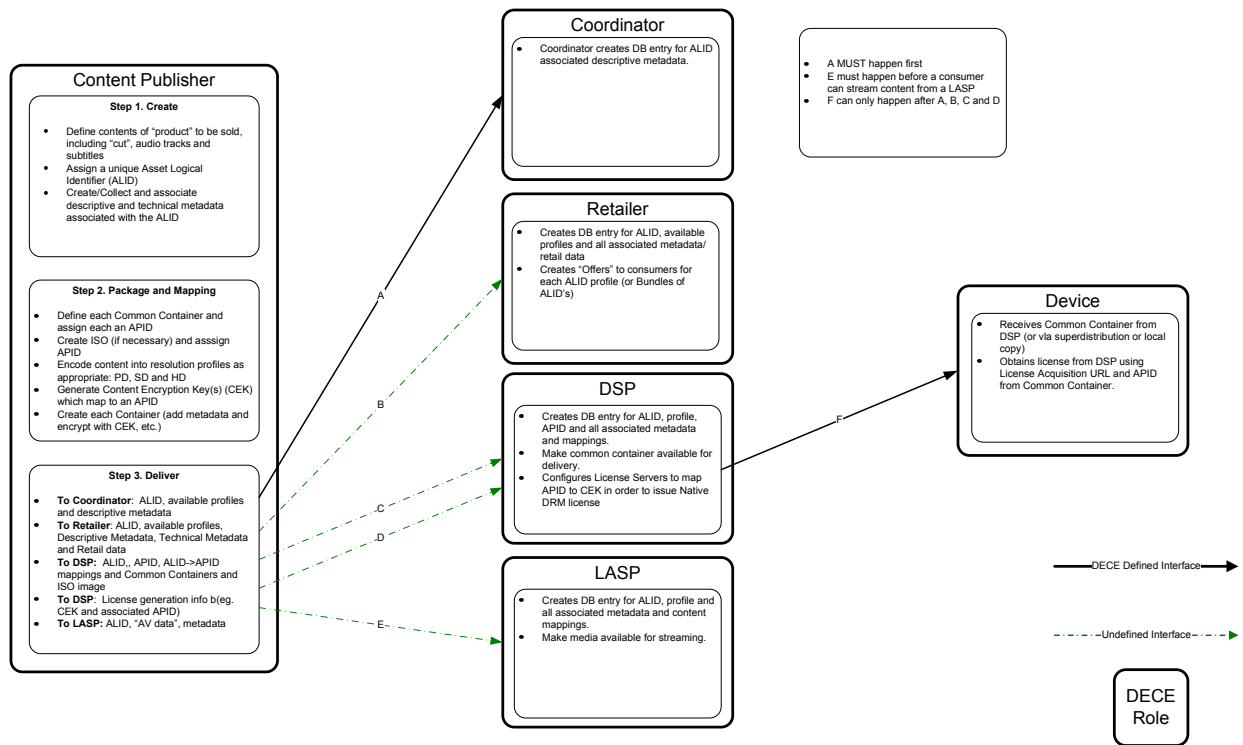 Content Publisher
Step 1. Create
• Define contents of “product” to be sold,
including “cut”, audio tracks and
subtitles
• Assign a unique Asset Logical
Identifier (ALID)
• Create/Collect and associate
descriptive and technical metadata
associated with the ALID
Step 2. Package and Mapping
• Define each Common Container and
assign each an APID
• Create ISO (if necessary) and asssign
APID
• Encode content into resolution profiles as
appropriate: PD, SD and HD
• Generate Content Encryption Key(s) (CEK)
which map to an APID
• Create each Container (add metadata and
encrypt with CEK, etc.)
Step 3. Deliver
• To Coordinator: ALID, available profiles
and descriptive metadata
• To Retailer: ALID, available profiles,
Descriptive Metadata, Technical Metadata
and Retail data
• To DSP: ALID,, APID, ALID->APID
mappings and Common Containers and
ISO image
• To DSP: License generation info b(eg.
CEK and associated APID)
• To LASP: ALID, “AV data”, metadata
A
B
C
D
E
Coordinator
• Coordinator creates DB entry for ALID
associated descriptive metadata.
Retailer
• Creates DB entry for ALID, available
profiles and all associated metadata/
retail data
• Creates “Offers” to consumers for
each ALID profile (or Bundles of
ALID’s)
DSP
• Creates DB entry for ALID, profile,
APID and all associated metadata
and mappings.
• Make common container available for
delivery.
• Configures License Servers to map
APID to CEK in order to issue Native
DRM license
LASP
• Creates DB entry for ALID, profile and
all associated metadata and content
mappings.
• Make media available for streaming.
• A MUST happen first
• E must happen before a consumer
can stream content from a LASP
• F can only happen after A, B, C and D
F
Device
• Receives Common Container from
DSP (or vIa superdistribution or local
copy)
• Obtains license from DSP using
License Acquisition URL and APID
from Common Container.
DECE Defined Interface
Undefined Interface
DECE
Role